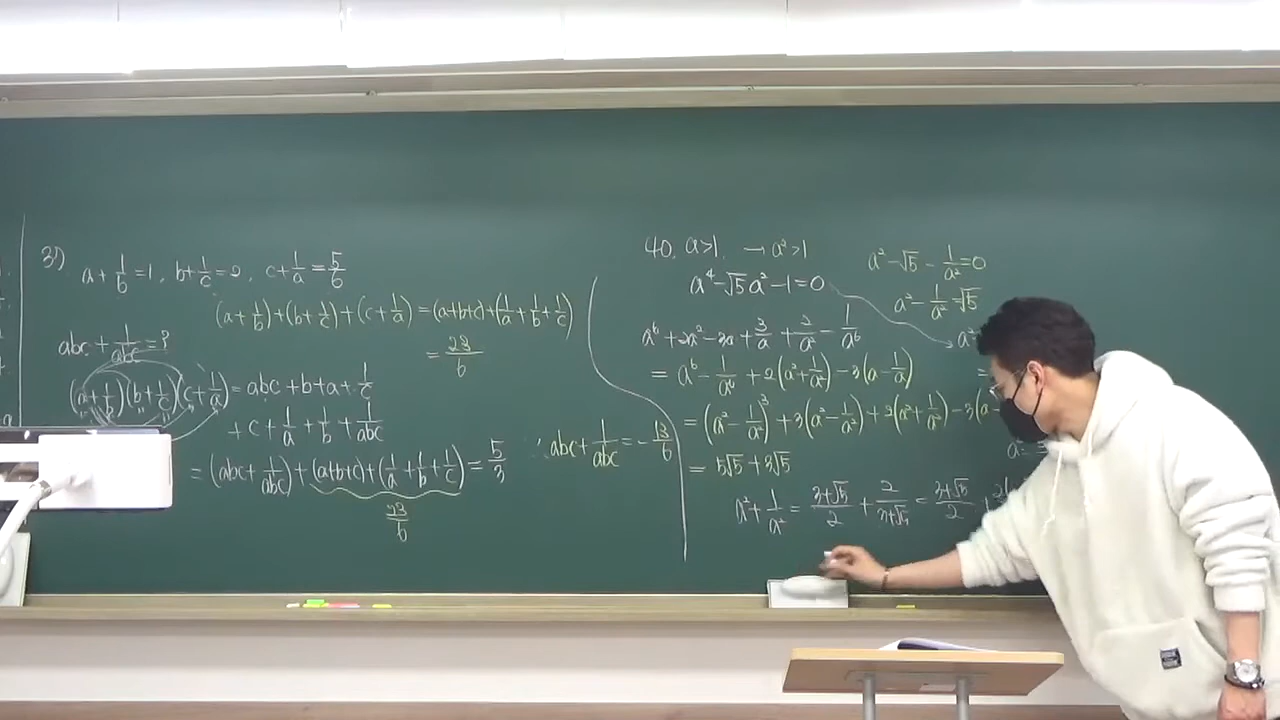 37)
a+1/b=1, b+1/c=2, c+1/a=5/6
(a+1/b)+(b+1/c)+(c+1/a)=(a+b+c)+(1/a+1/b+1/c)
=23/6
abc+1/abc=?
(a+1/b)(b+1/c)(c+1/a)=abc+b+a+1/c
+c+1/a+1/b+1/abc
=(abc+1/abc)+(a+b+c)+(1/a+1/b+1/c)=5/3
23/6
∴abc+1/abc=-13/6
40. a>1 → a²>1
a⁴-√5a²-1=0
a⁶+2a²-3a+3/a+2/a²-1/a⁶
=a⁶-1/a⁶+2(a²+1/a²)-3(a-1/a)
=(a²-1/a²)³+3(a²-1/a²)+2(a²+1/a²)-3(a-
=5√5+3√5
a²+1/a²=(3+√5)/2+2/(3+√5)=(3+√5)/2+
a²-√5-1/a²=0
a²-1/a²=√5
a²
=
a=